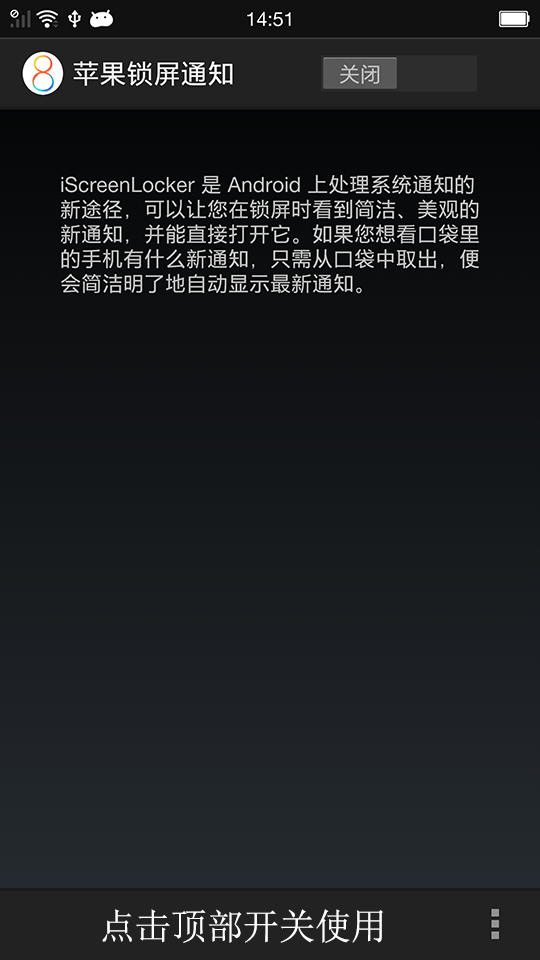 14:51
8 苹果锁屏通知 关闭
iScreenLocker 是 Android 上处理系统通知的
新途径，可以让您在锁屏时看到简洁、美观的
新通知，并能直接打开它。如果您想看口袋里
的手机有什么新通知，只需从口袋中取出，便
会简洁明了地自动显示最新通知。
点击顶部开关使用